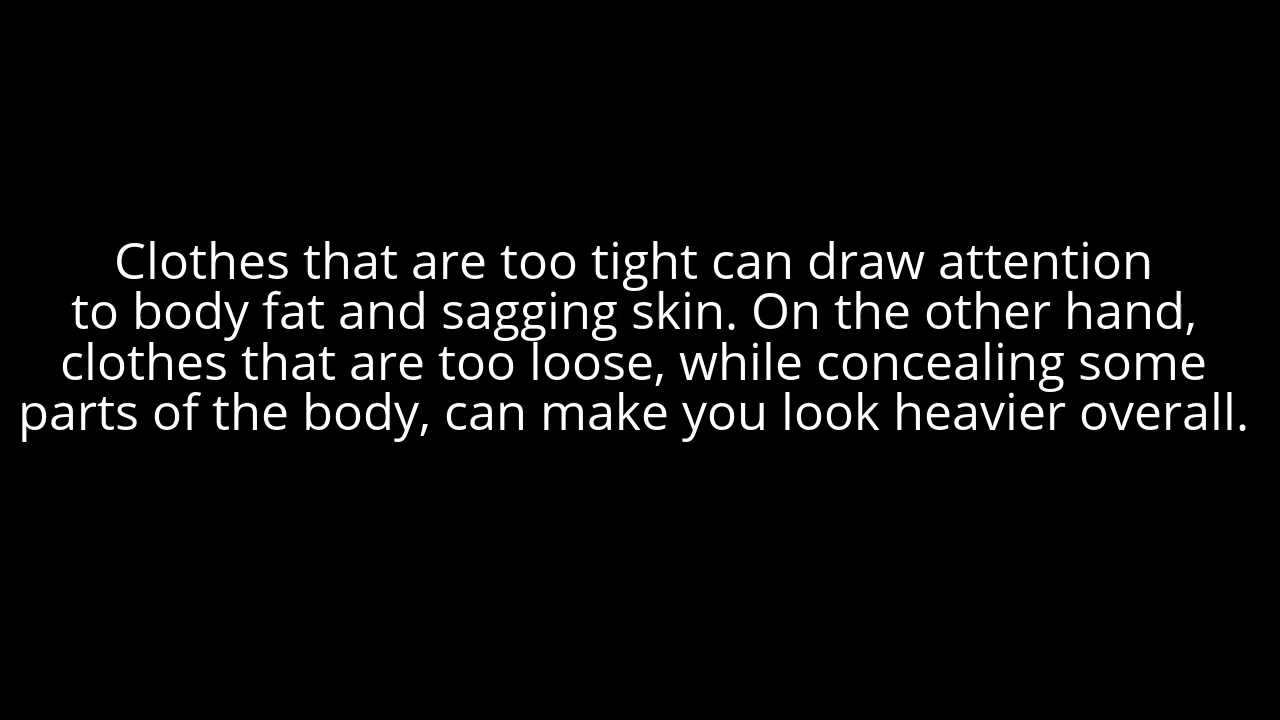 Clothes that are too tight can draw attention
to body fat and sagging skin. On the other hand,
clothes that are too loose, while concealing some
parts of the body, can make you look heavier overall.